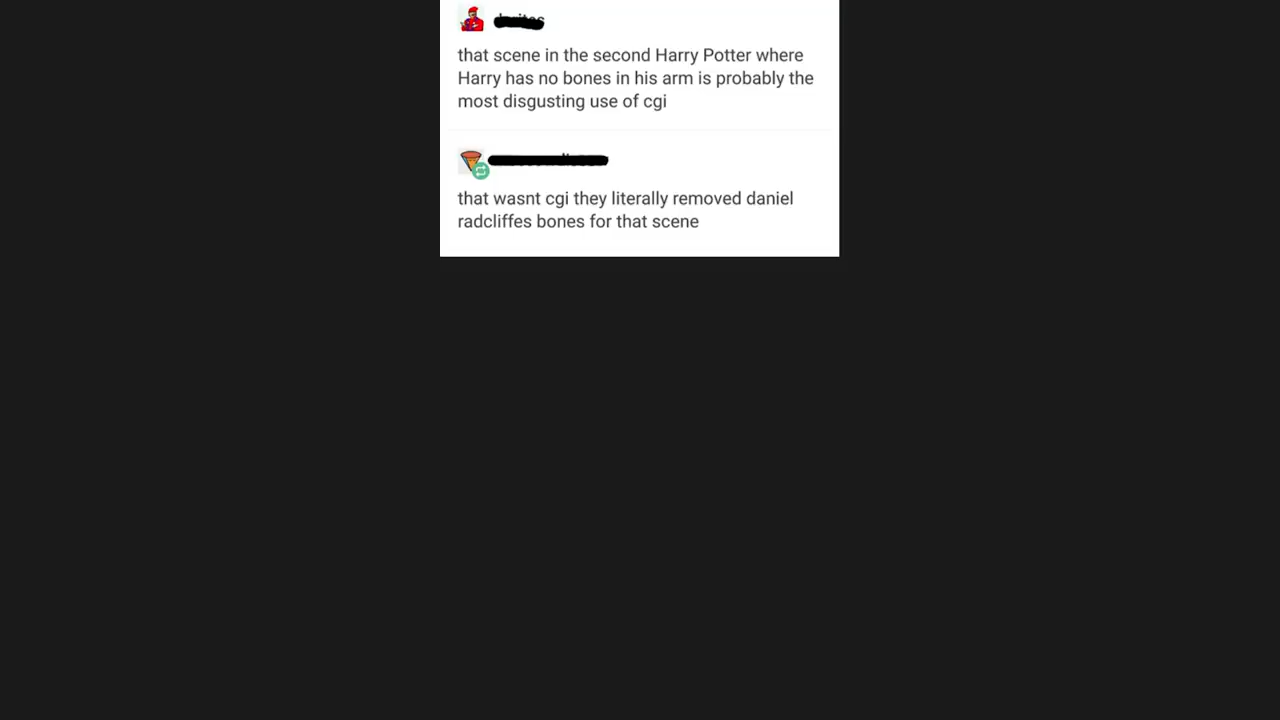 that scene in the second Harry Potter where
Harry has no bones in his arm is probably the
most disgusting use of cgi
that wasnt cgi they literally removed daniel
radcliffes bones for that scene